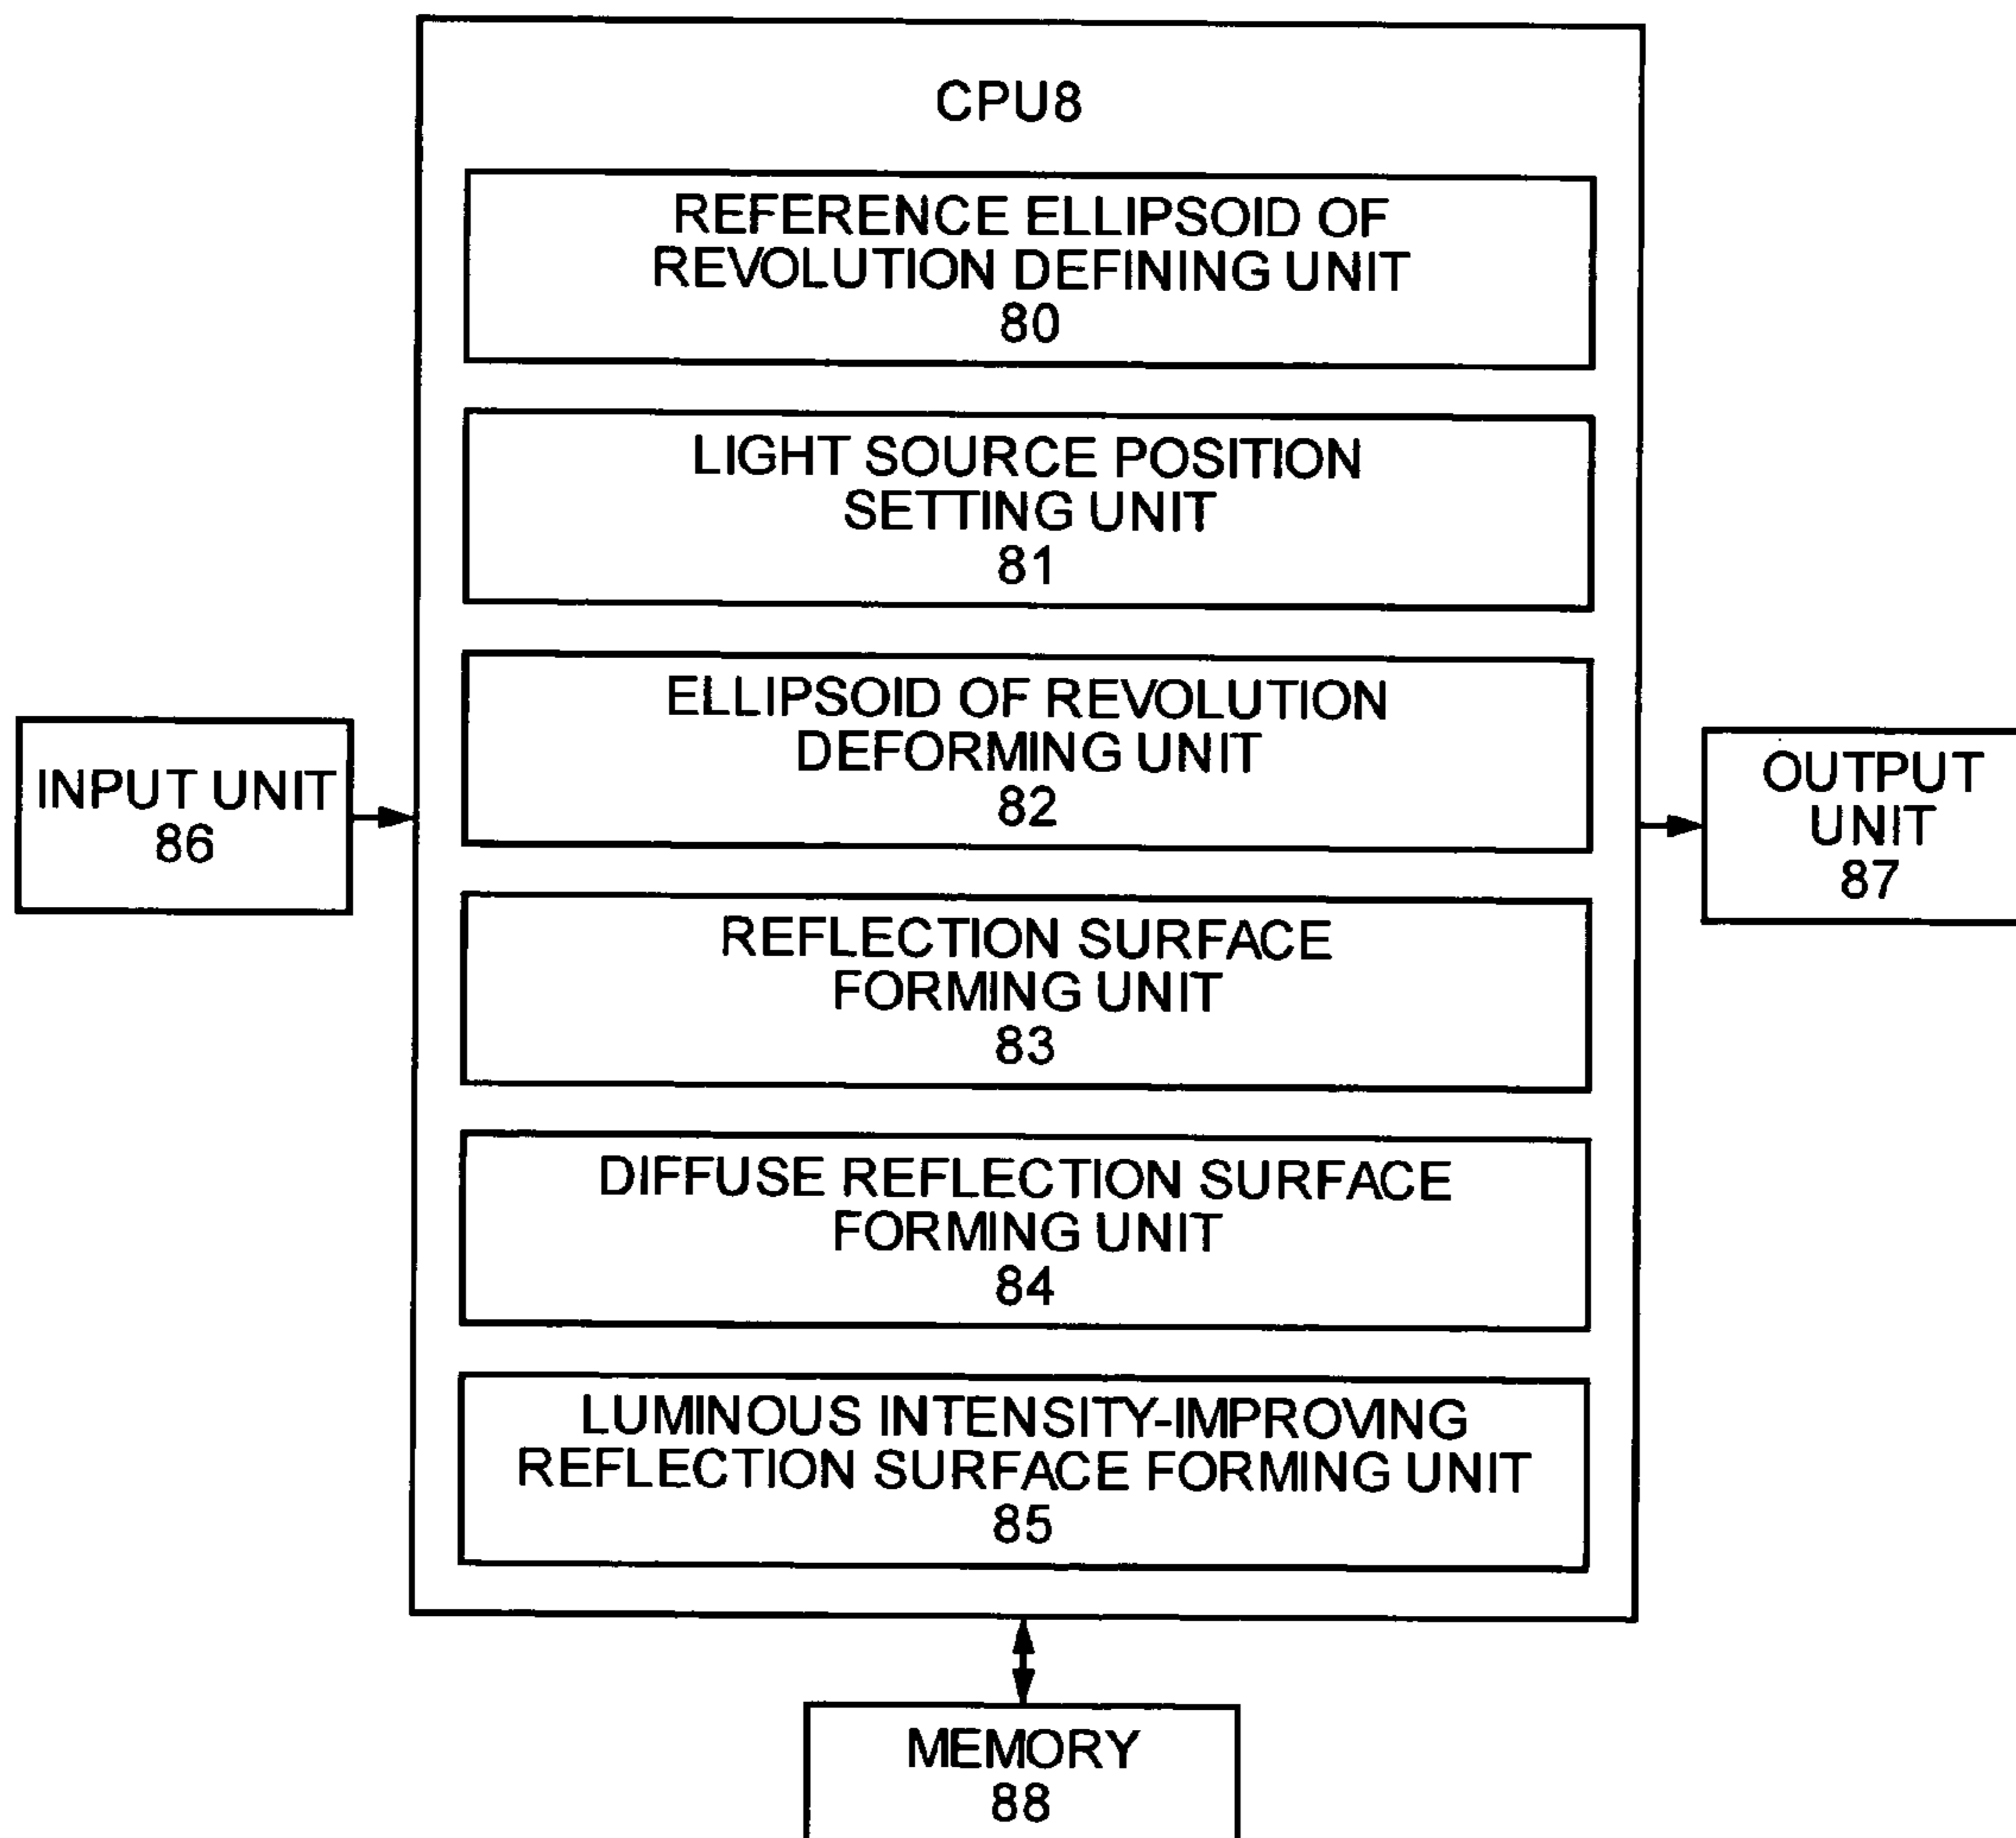 CPU8
REFERENCE ELLIPSOID OF
REVOLUTION DEFINING UNIT
80
LIGHT SOURCE POSITION
SETTING UNIT
81
ELLIPSOID OF REVOLUTION
DEFORMING UNIT
82
INPUT UNIT
86
OUTPUT
UNIT
87
REFLECTION SURFACE
FORMING UNIT
83
DIFFUSE REFLECTION SURFACE
FORMING UNIT
84
LUMINOUS INTENSITY-IMPROVING
REFLECTION SURFACE FORMING UNIT
85
MEMORY
88